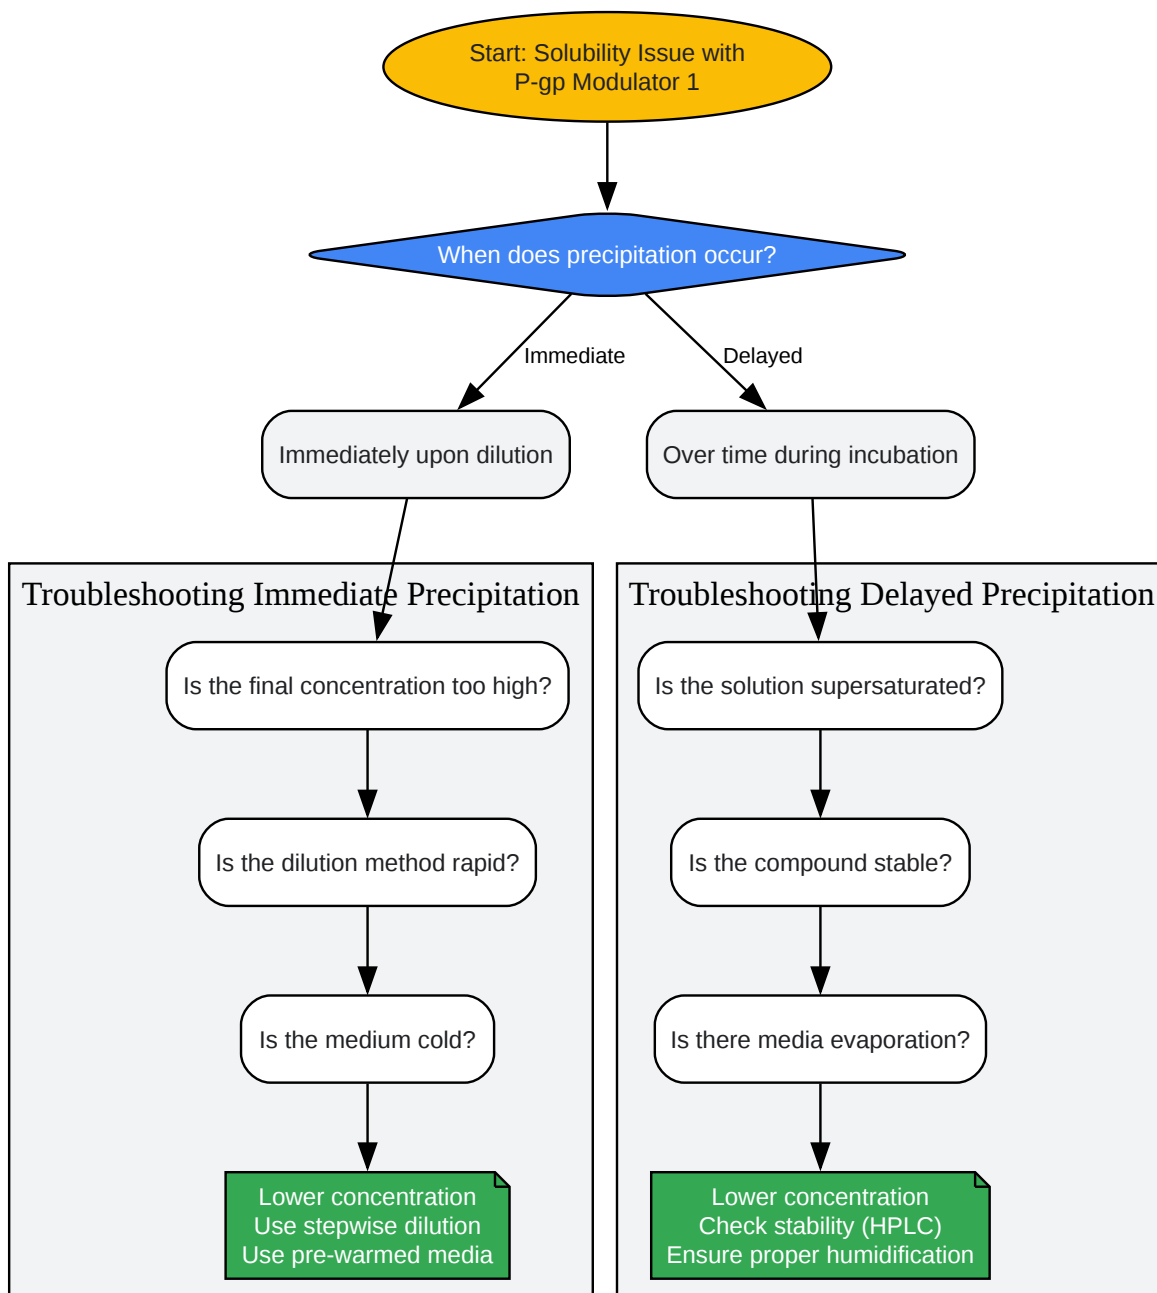 Start: Solubility Issue with
P-gp Modulator 1
When does precipitation occur?
Immediate
Delayed
Immediately upon dilution
Over time during incubation
Troubleshooting Immediate Precipitation
Troubleshooting Delayed Precipitation
Is the final concentration too high?
Is the solution supersaturated?
Is the dilution method rapid?
Is the compound stable?
Is the medium cold?
Is there media evaporation?
Lower concentration
Use stepwise dilution
Use pre-warmed media
Lower concentration
Check stability (HPLC)
Ensure proper humidification